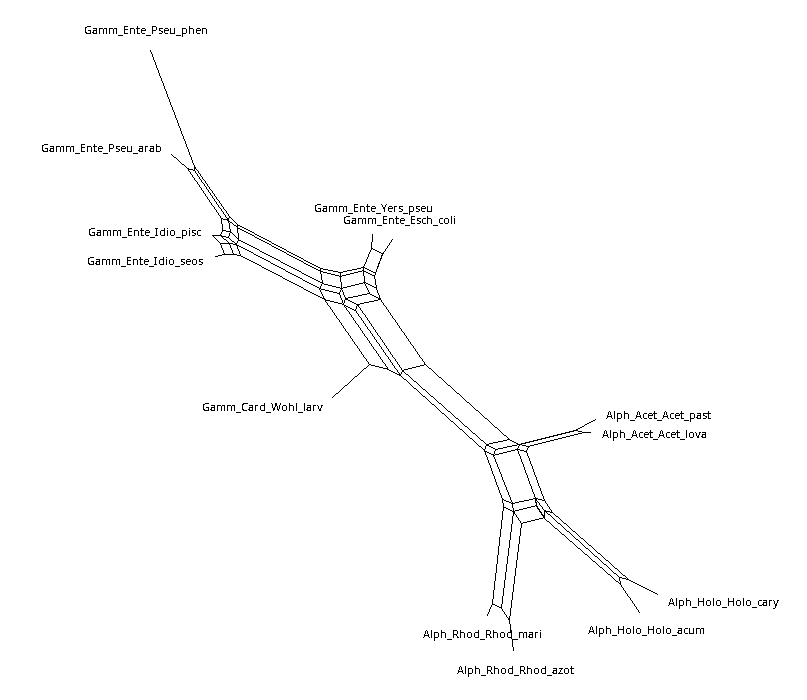 Gamm_Ente_Pseu_phen
Gamm_Ente_Pseu_arab
Gamm_Ente_Yers_pseu
Gamm_Ente_Esch_coli
Gamm_Ente_Idio_pisc
Gamm_Ente_Idio_seos
Gamm_Card_Wohl_larv
Alph_Acet_Acet_past
Alph_Acet_Acet_lova
Alph_Holo_Holo_cary
Alph_Holo_Holo_acum
Alph_Rhod_Rhod_mari
Alph_Rhod_Rhod_azot